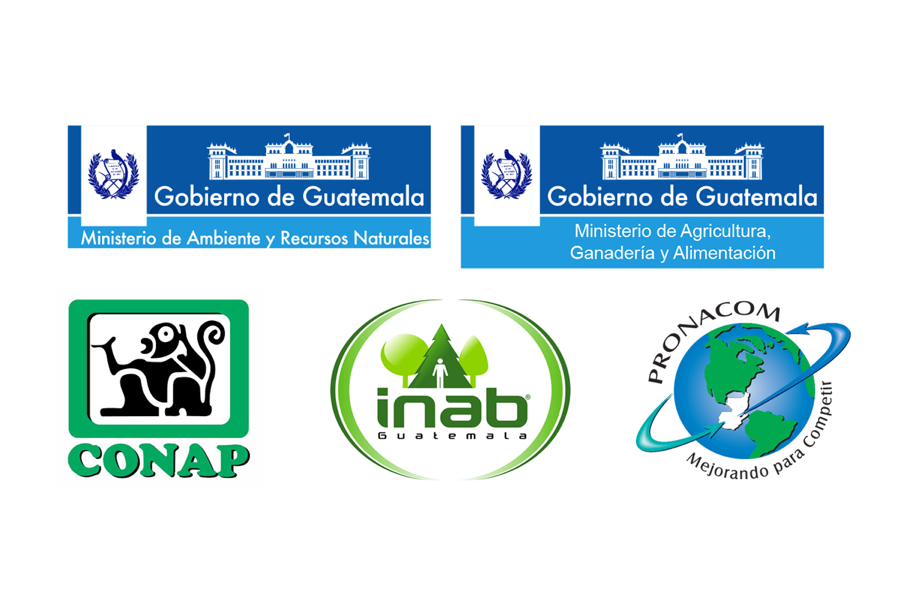 Gobierno de Guatemala
Ministerio de Ambiente y Recursos Naturales
Gobierno de Guatemala
Ministerio de Agricultura,
Ganadería y Alimentación
CONAP
inab®
Guatemala
PRONACOM
Mejorando para Competir